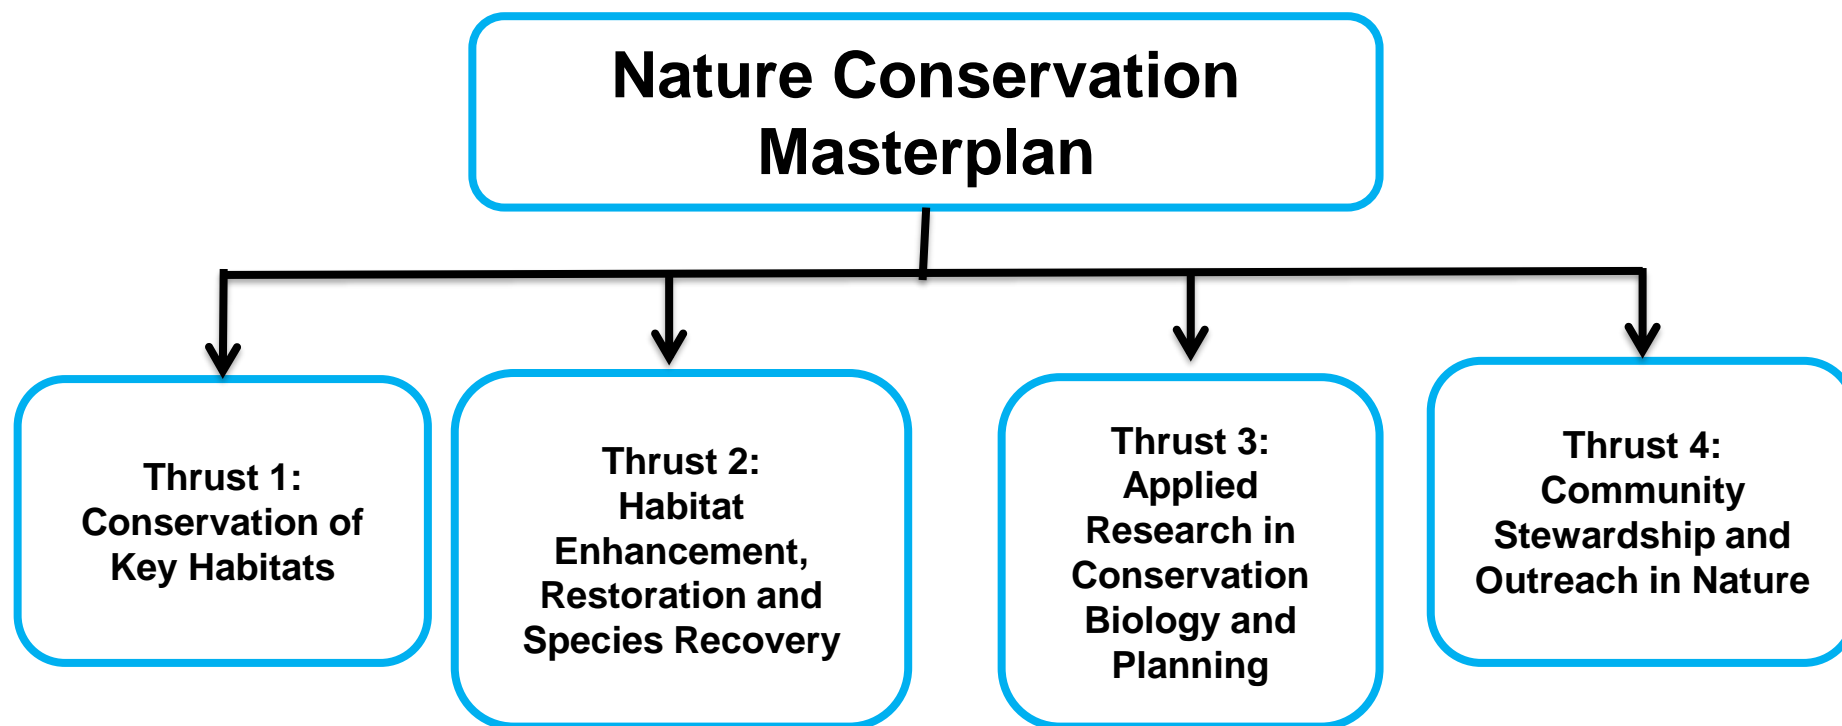 Nature Conservation
Masterplan
Thrust 1:
Conservation of
Key Habitats
Thrust 2:
Habitat
Enhancement,
Restoration and
Species Recovery
Thrust 3:
Applied
Research in
Conservation
Biology and
Planning
Thrust 4:
Community
Stewardship and
Outreach in Nature